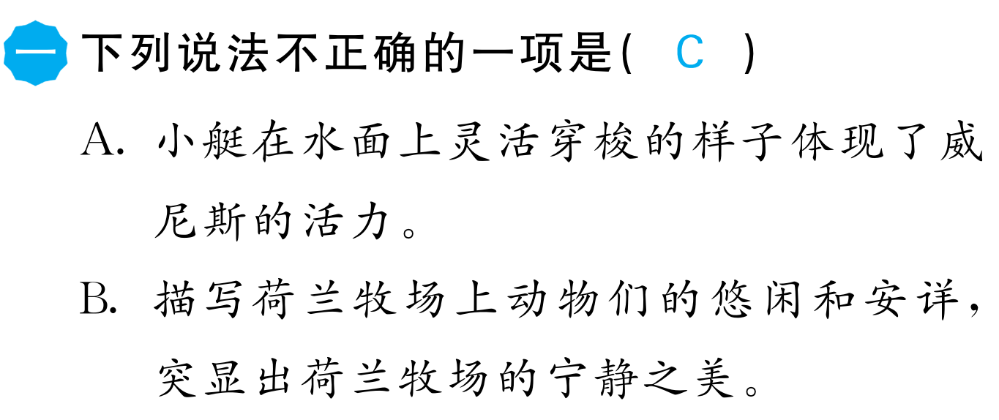 一 下列说法不正确的一项是( C )
A. 小艇在水面上灵活穿梭的样子体现了威
尼斯的活力。
B. 描写荷兰牧场上动物们的悠闲和安详，
突显出荷兰牧场的宁静之美。